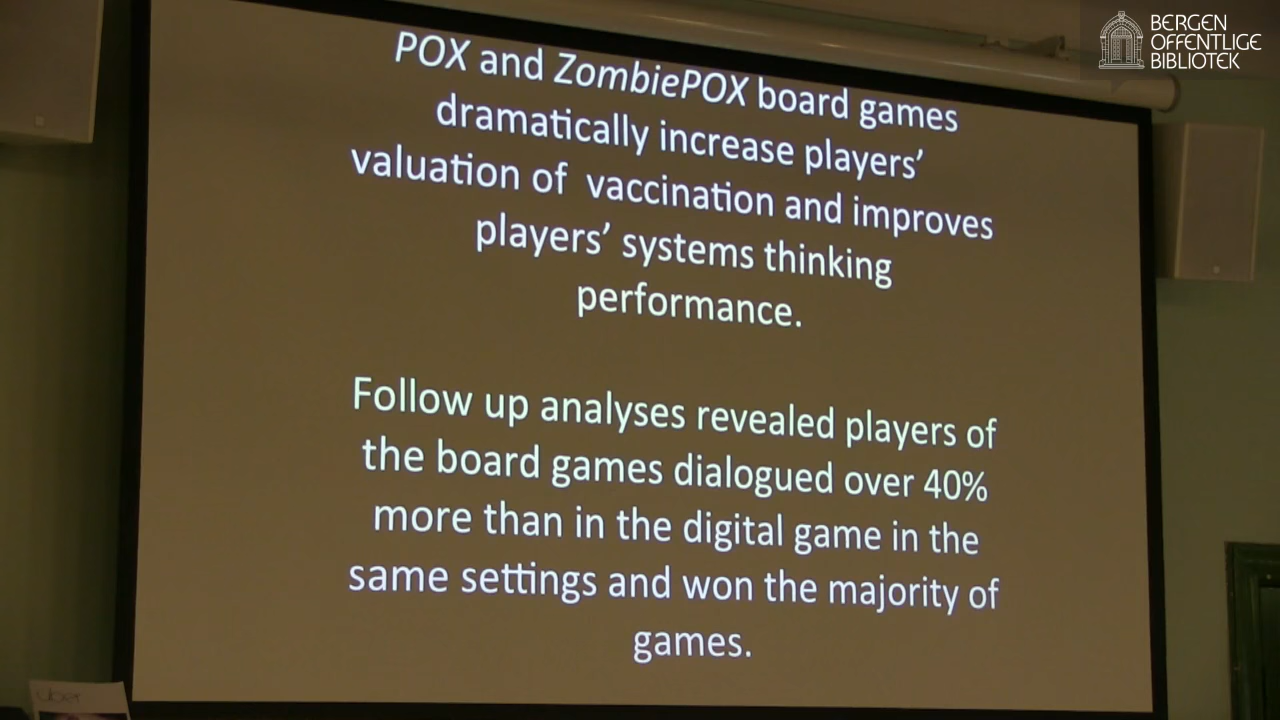 BERGEN
OFFENTLIGE
BIBLIOTEK
POX and ZombiePOX board games
dramatically increase players’
valuation of vaccination and improves
players’ systems thinking
performance.
Follow up analyses revealed players of
the board games dialogued over 40%
more than in the digital game in the
same settings and won the majority of
games.
uber